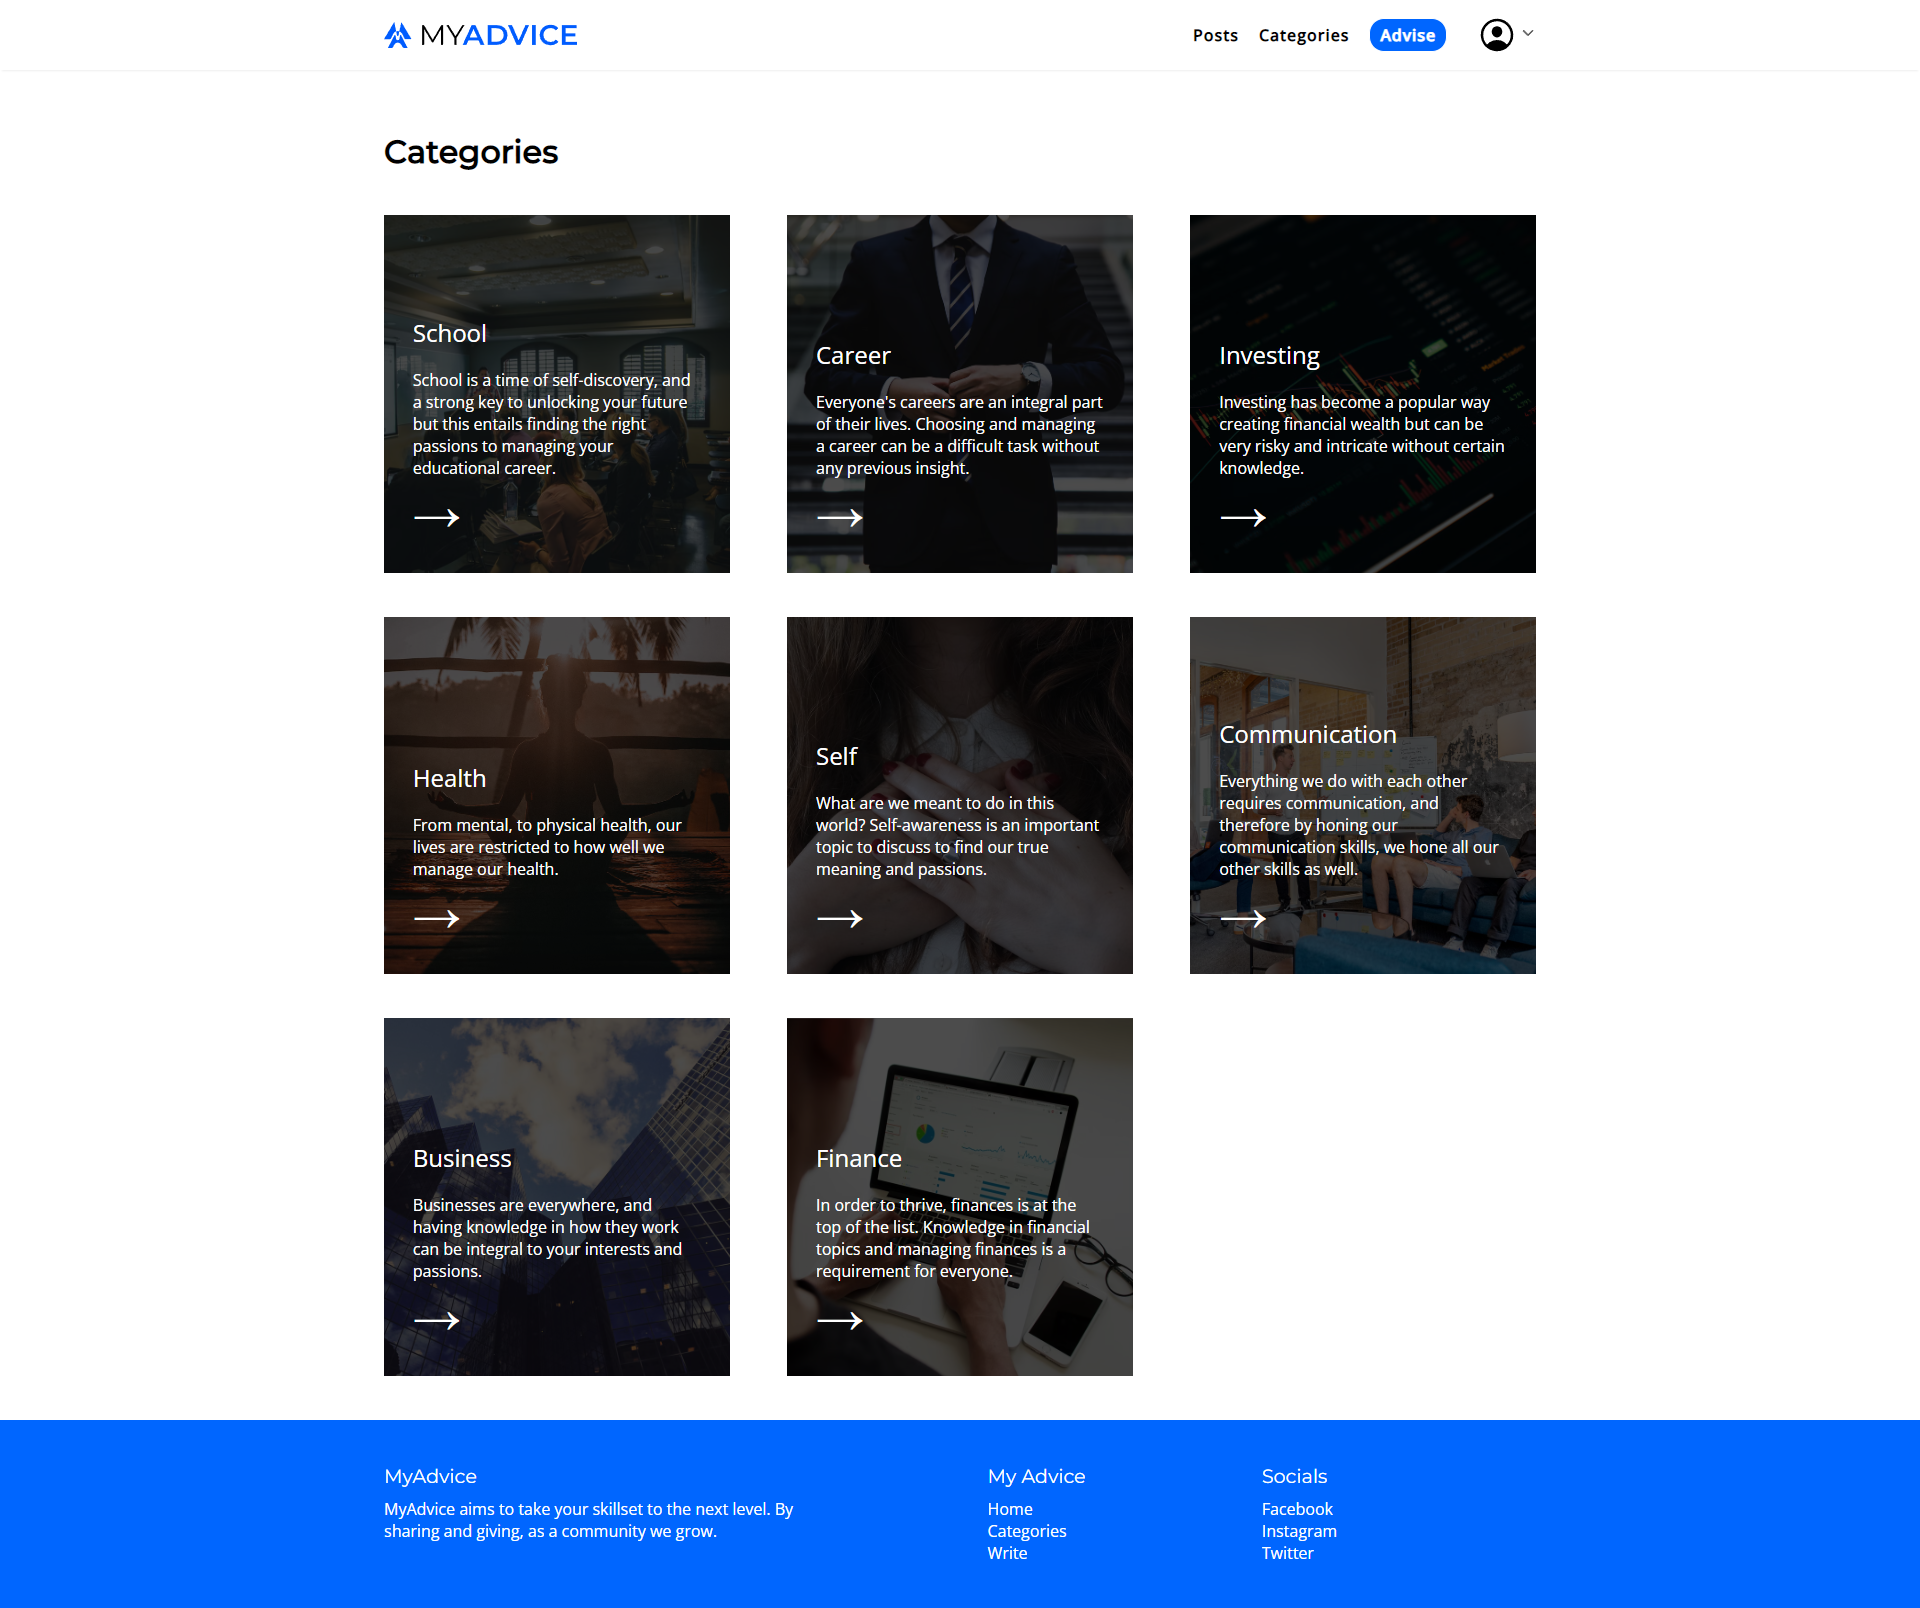 MYADVICE
Posts Categories Advise
Categories
School
School is a time of self-discovery, and
a strong key to unlocking your future
but this entails finding the right
passions to managing your
educational career.
Career
Everyone's careers are an integral part
of their lives. Choosing and managing
a career can be a difficult task without
any previous insight.
Investing
Investing has become a popular way
creating financial wealth but can be
very risky and intricate without certain
knowledge.
Health
From mental, to physical health, our
lives are restricted to how well we
manage our health.
Self
What are we meant to do in this
world? Self-awareness is an important
topic to discuss to find our true
meaning and passions.
Communication
Everything we do with each other
requires communication, and
therefore by honing our
communication skills, we hone all our
other skills as well.
Business
Businesses are everywhere, and
having knowledge in how they work
can be integral to your interests and
passions.
Finance
In order to thrive, finances is at the
top of the list. Knowledge in financial
topics and managing finances is a
requirement for everyone.
MyAdvice
MyAdvice aims to take your skillset to the next level. By
sharing and giving, as a community we grow.
My Advice
Home
Categories
Write
Socials
Facebook
Instagram
Twitter